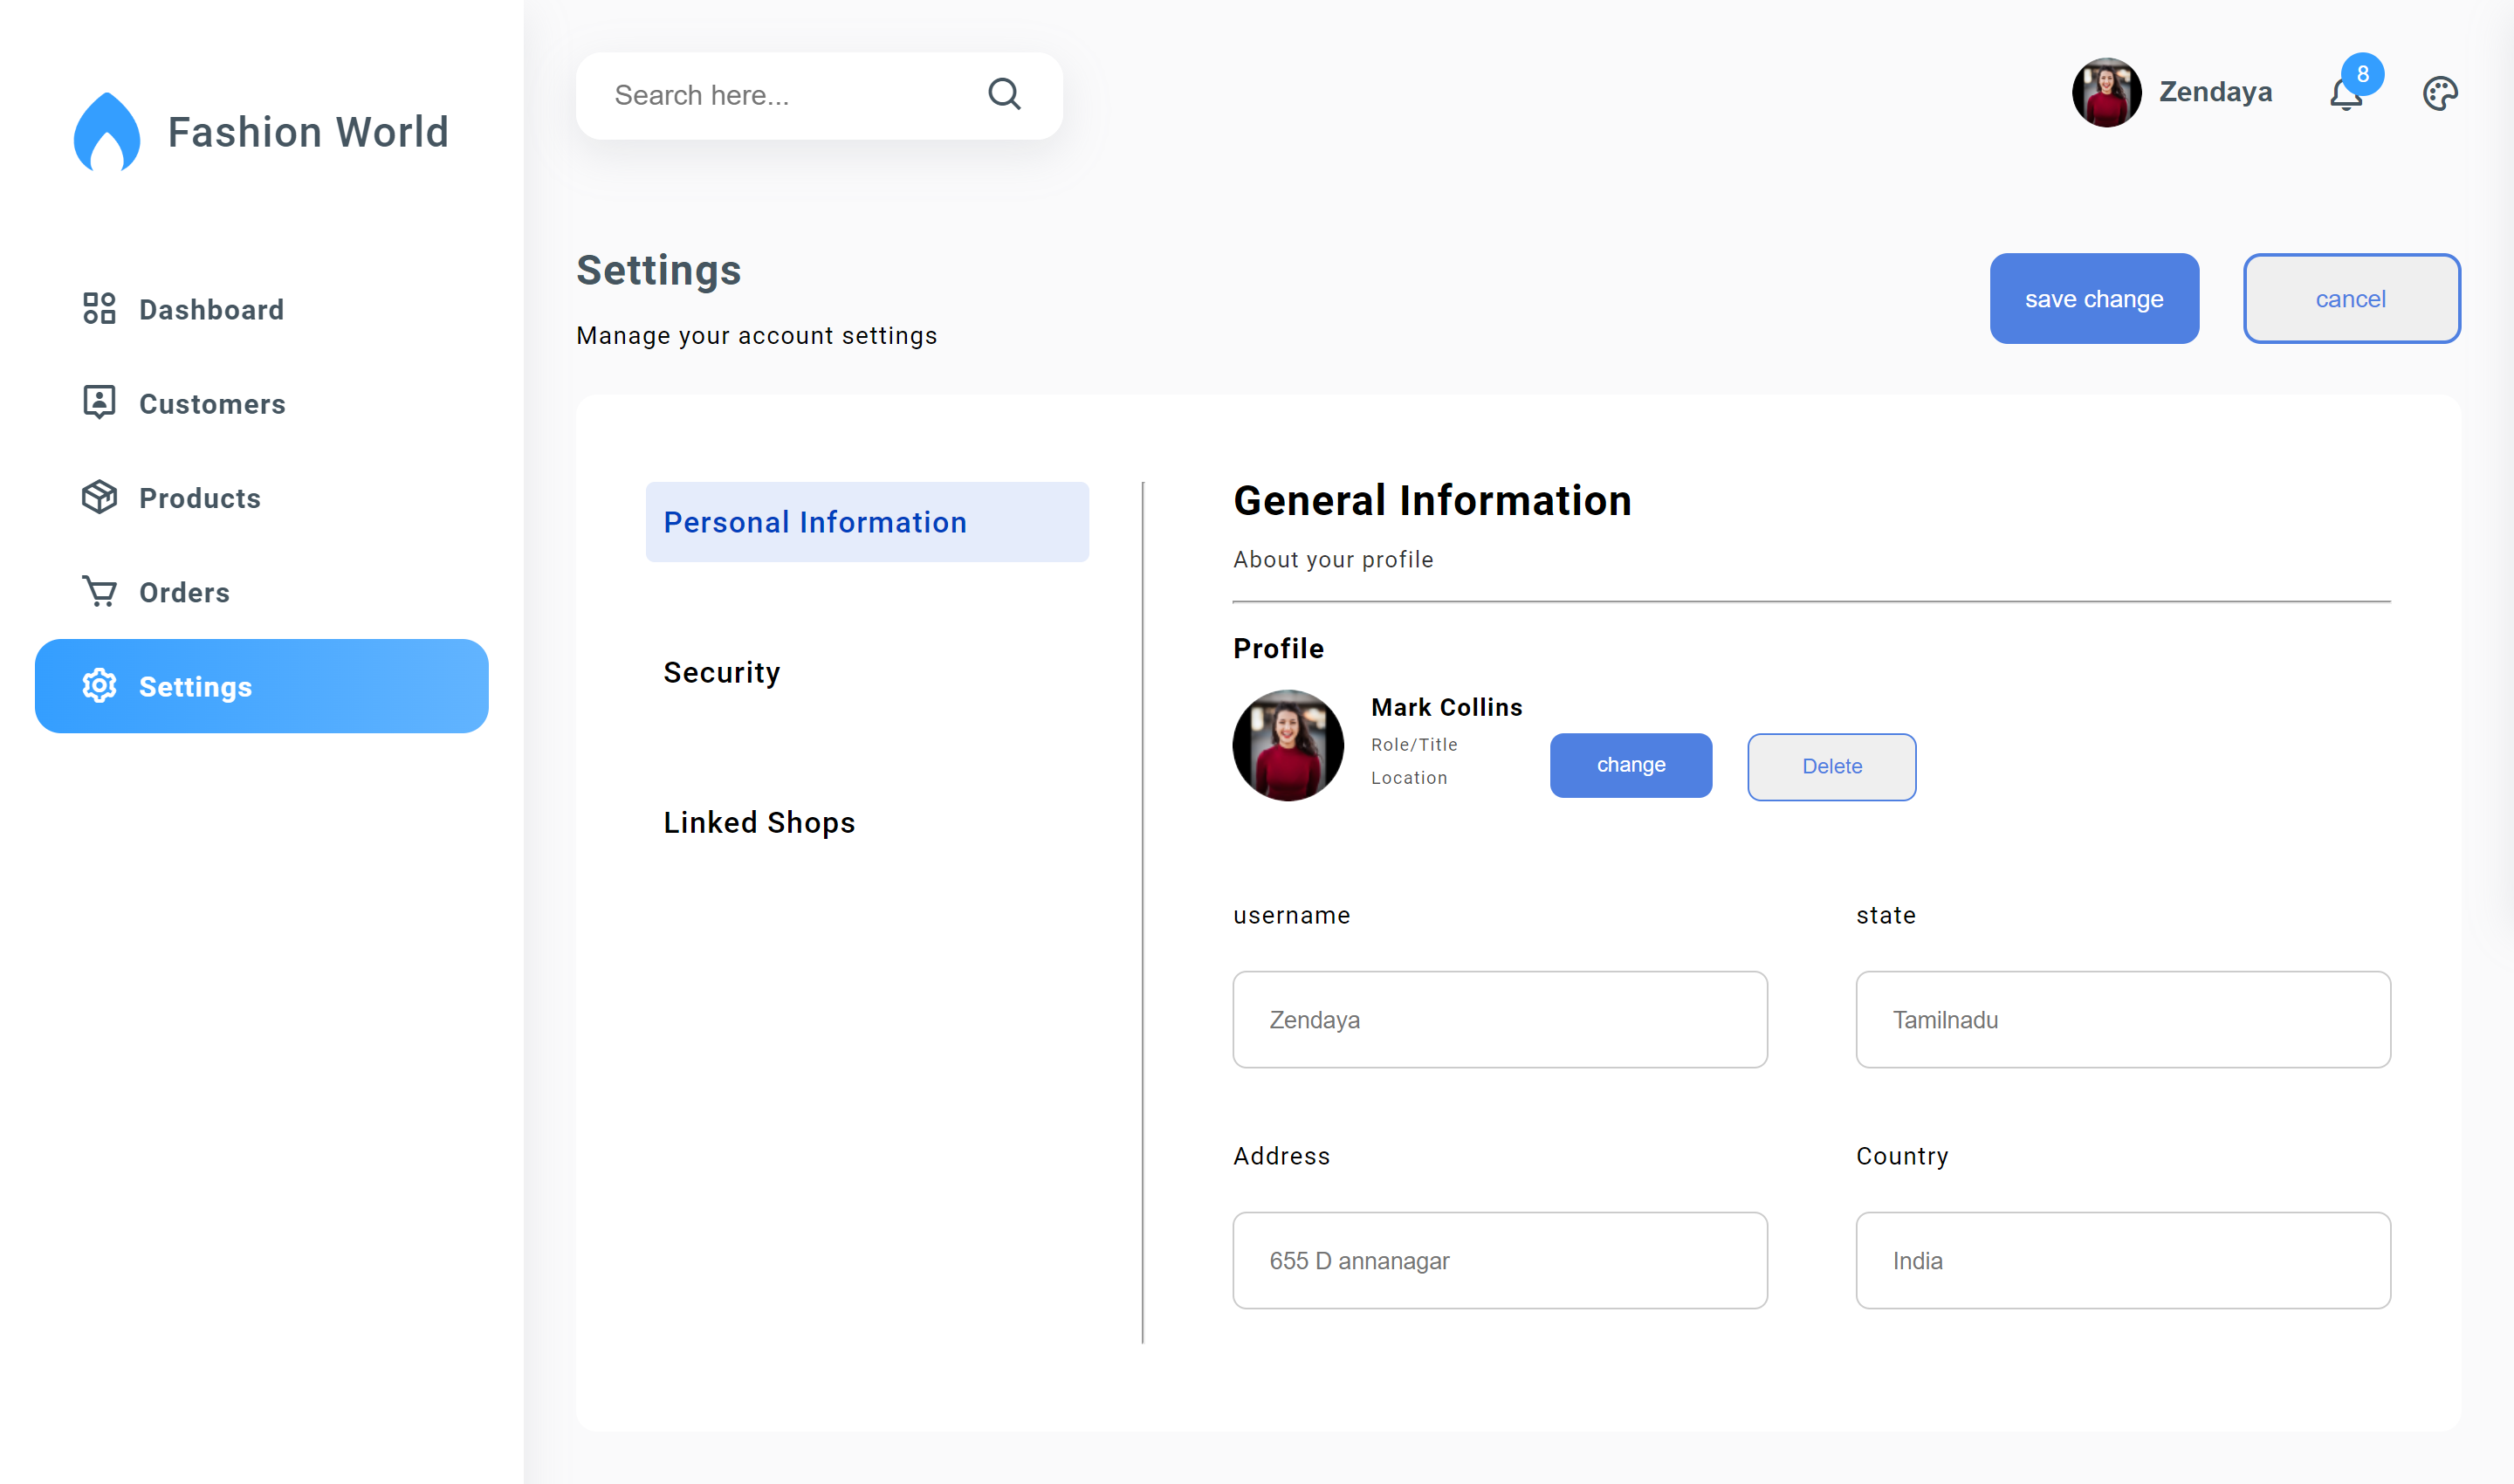 Fashion World
Dashboard
Customers
Products
Orders
Settings
Search here...
Zendaya
8
Settings
Manage your account settings
save change
cancel
Personal Information
Security
Linked Shops
General Information
About your profile
Profile
Mark Collins
Role/Title
Location
change
Delete
username
state
Zendaya
Tamilnadu
Address
Country
655 D annanagar
India